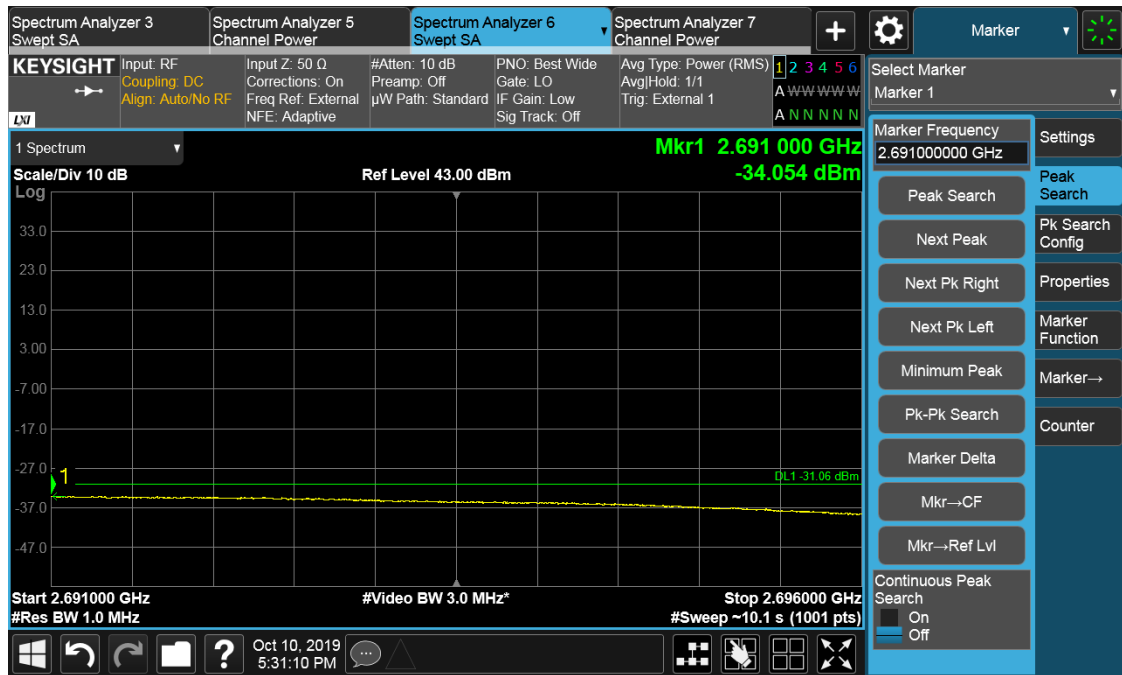 Spectrum Analyzer 3
Swept SA
Spectrum Analyzer 5
Channel Power
Spectrum Analyzer 6
Swept SA
Spectrum Analyzer 7
Channel Power
Marker
KEYSIGHT
LXI
Input: RF
Coupling: DC
Align: Auto/No RF
Input Z: 50 Ω
Corrections: On
Freq Ref: External
NFE: Adaptive
#Atten: 10 dB
Preamp: Off
µW Path: Standard
PNO: Best Wide
Gate: LO
IF Gain: Low
Sig Track: Off
Avg Type: Power (RMS)
Avg|Hold: 1/1
Trig: External 1
1 2 3 4 5 6
A W W W W W
A N N N N N
Select Marker
Marker 1
1 Spectrum
Mkr1 2.691 000 GHz
-34.054 dBm
Scale/Div 10 dB
Ref Level 43.00 dBm
Log
33.0
23.0
13.0
3.00
-7.00
-17.0
-27.0
-37.0
-47.0
1
DL1 -31.06 dBm
Start 2.691000 GHz
#Video BW 3.0 MHz*
Stop 2.696000 GHz
#Res BW 1.0 MHz
#Sweep ~10.1 s (1001 pts)
Marker Frequency
2.691000000 GHz
Peak Search
Next Peak
Next Pk Right
Next Pk Left
Minimum Peak
Pk-Pk Search
Marker Delta
Mkr→CF
Mkr→Ref Lvl
Continuous Peak
Search
On
Off
Settings
Peak
Search
Pk Search
Config
Properties
Marker
Function
Marker→
Counter
?
Oct 10, 2019
5:31:10 PM